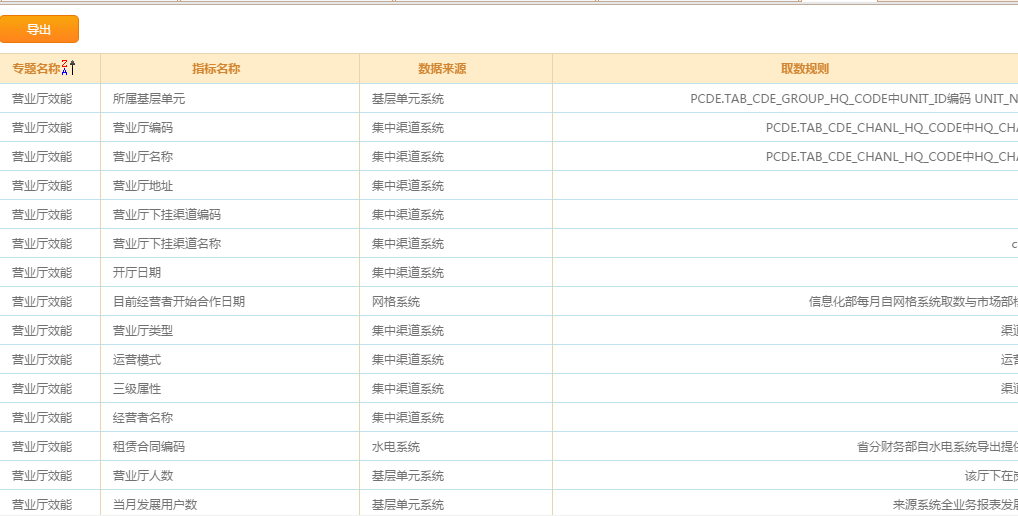 导出
专题名称 指标名称 数据来源 取数规则
营业厅效能 所属基层单元 基层单元系统 PCDE.TAB_CDE_GROUP_HQ_CODE中UNIT_ID编码 UNIT_N
营业厅效能 营业厅编码 集中渠道系统 PCDE.TAB_CDE_CHANL_HQ_CODE中HQ_CHA
营业厅效能 营业厅名称 集中渠道系统 PCDE.TAB_CDE_CHANL_HQ_CODE中HQ_CHA
营业厅效能 营业厅地址 集中渠道系统
营业厅效能 营业厅下挂渠道编码 集中渠道系统
营业厅效能 营业厅下挂渠道名称 集中渠道系统 c
营业厅效能 开厅日期 集中渠道系统
营业厅效能 目前经营者开始合作日期 网格系统 信息化部每月自网格系统取数与市场部
营业厅效能 营业厅类型 集中渠道系统 渠道
营业厅效能 运营模式 集中渠道系统 运营
营业厅效能 三级属性 集中渠道系统 渠道
营业厅效能 经营者名称 集中渠道系统
营业厅效能 租赁合同编码 水电系统 省分财务部自水电系统导出提供
营业厅效能 营业厅人数 基层单元系统 该厅下在岗
营业厅效能 当月发展用户数 基层单元系统 来源系统全业务报表发展